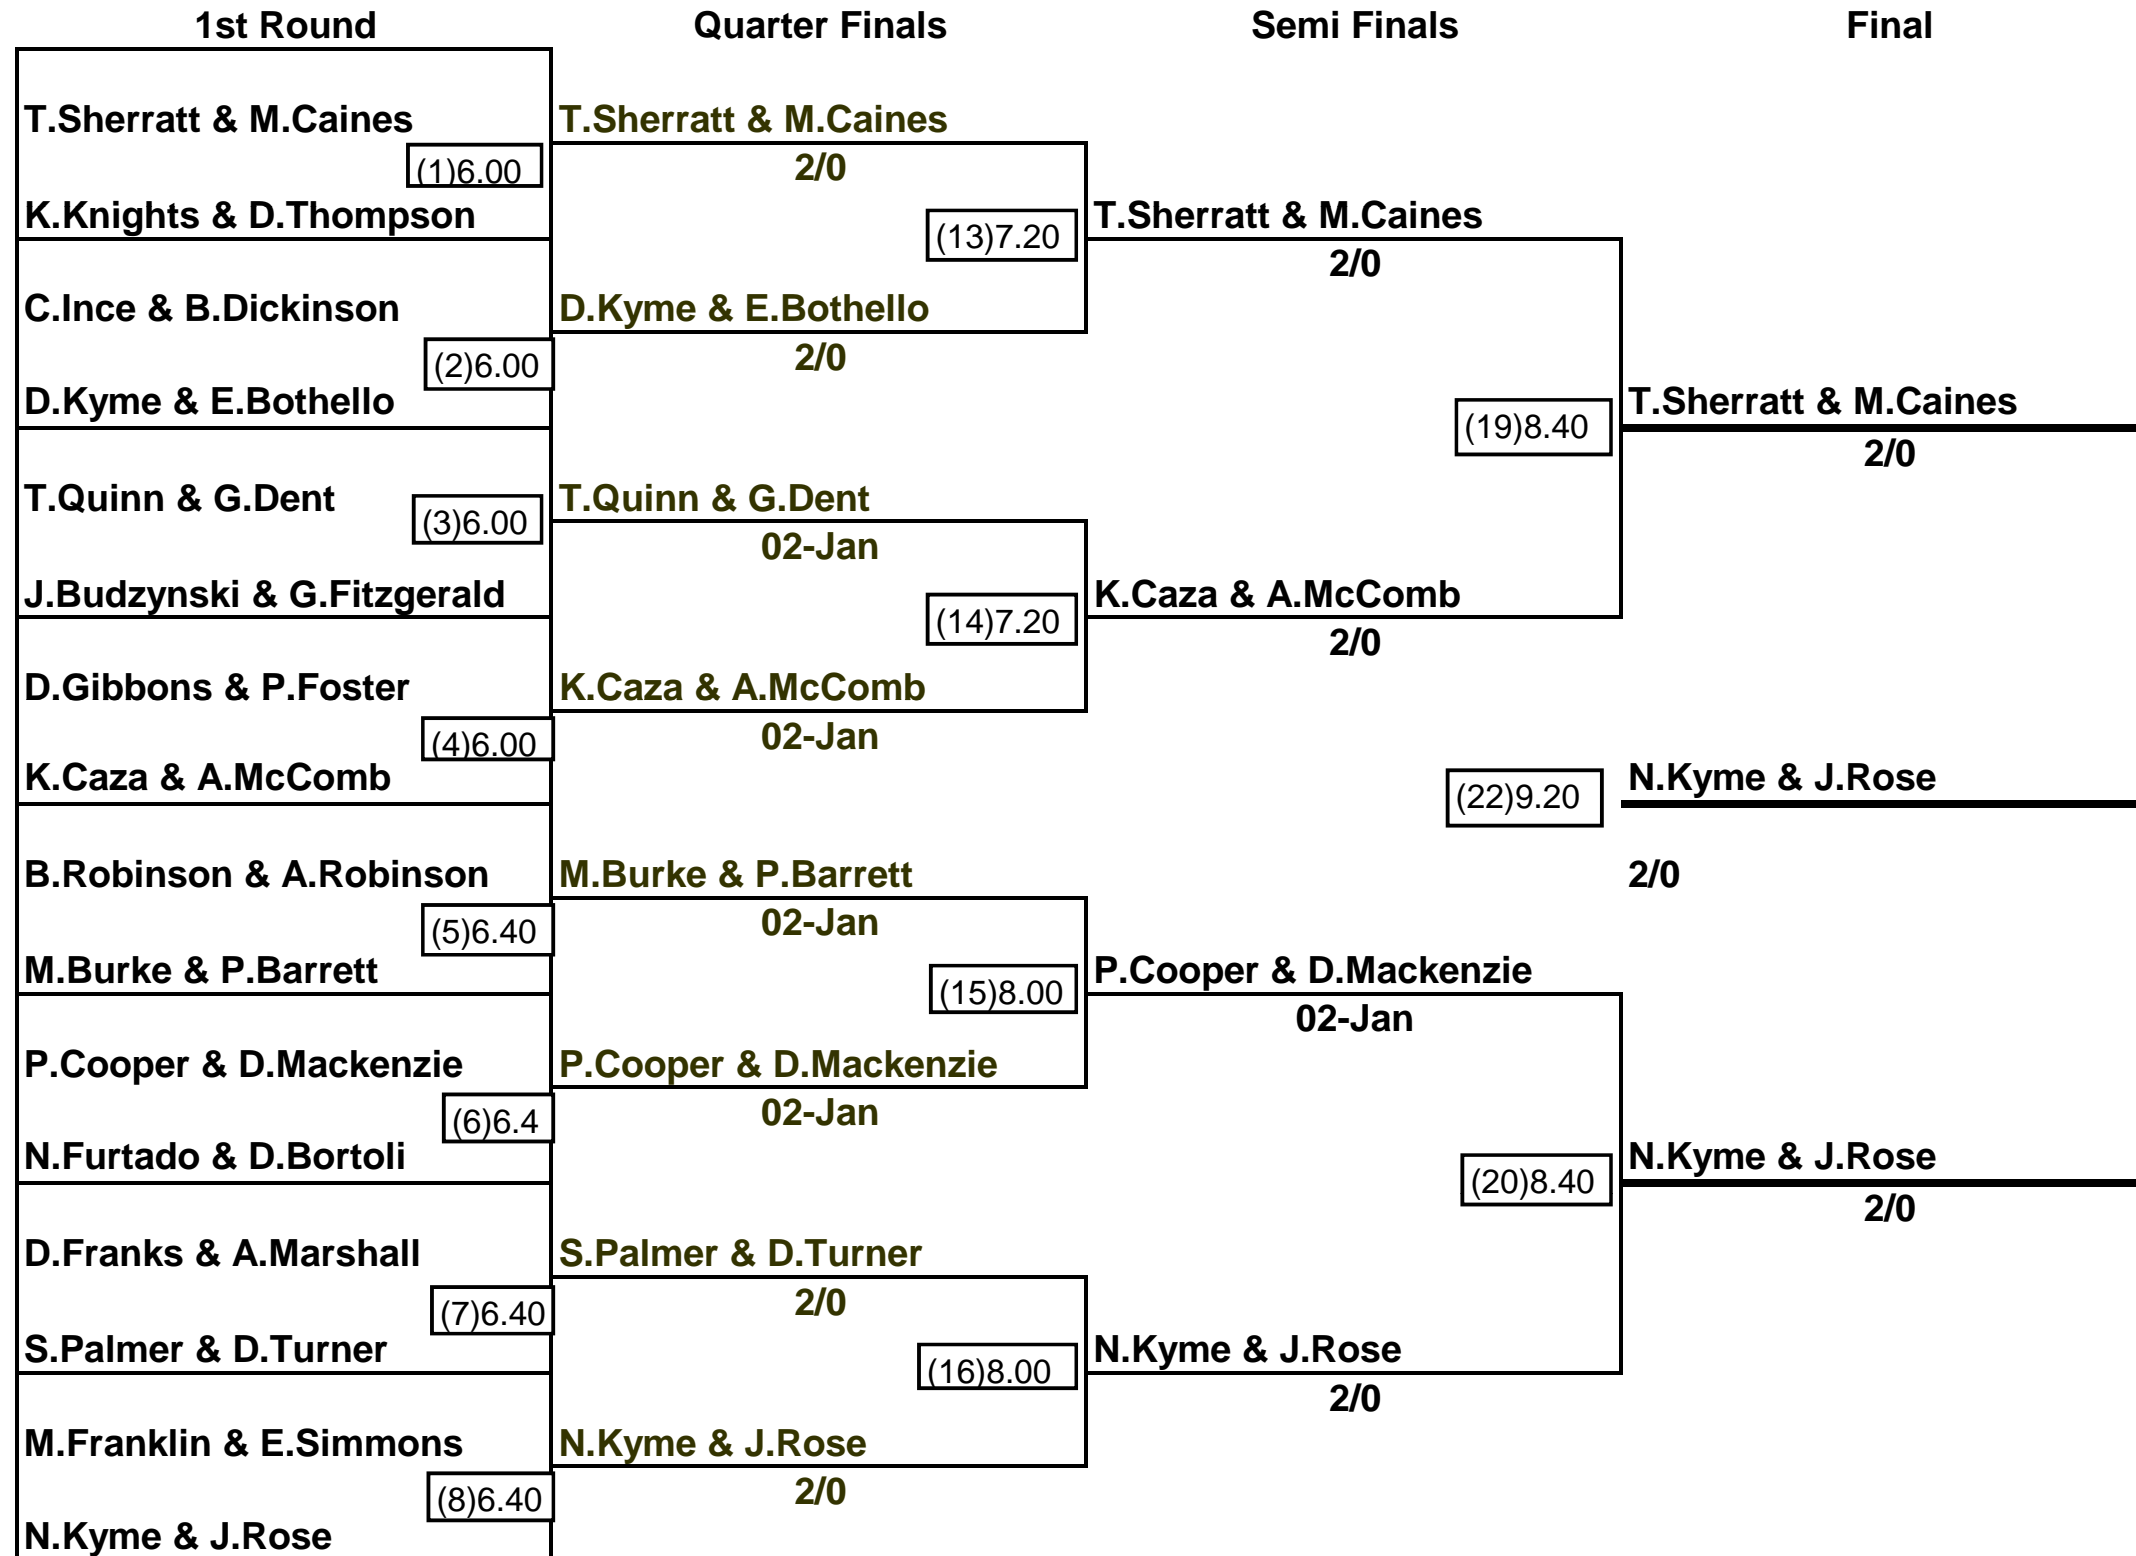 1st Round
Quarter Finals
Semi Finals
Final
T.Sherratt & M.Caines
(1)6.00
K.Knights & D.Thompson
C.Ince & B.Dickinson
(2)6.00
D.Kyme & E.Bothello
T.Quinn & G.Dent
(3)6.00
J.Budzynski & G.Fitzgerald
D.Gibbons & P.Foster
(4)6.00
K.Caza & A.McComb
B.Robinson & A.Robinson
(5)6.40
M.Burke & P.Barrett
P.Cooper & D.Mackenzie
(6)6.4
N.Furtado & D.Bortoli
D.Franks & A.Marshall
(7)6.40
S.Palmer & D.Turner
M.Franklin & E.Simmons
(8)6.40
N.Kyme & J.Rose
T.Sherratt & M.Caines
2/0
(13)7.20
D.Kyme & E.Bothello
2/0
T.Quinn & G.Dent
02-Jan
(14)7.20
K.Caza & A.McComb
02-Jan
M.Burke & P.Barrett
02-Jan
(15)8.00
P.Cooper & D.Mackenzie
02-Jan
S.Palmer & D.Turner
2/0
(16)8.00
N.Kyme & J.Rose
2/0
T.Sherratt & M.Caines
2/0
(19)8.40
K.Caza & A.McComb
2/0
(22)9.20
P.Cooper & D.Mackenzie
02-Jan
(20)8.40
N.Kyme & J.Rose
2/0
T.Sherratt & M.Caines
2/0
N.Kyme & J.Rose
2/0
N.Kyme & J.Rose
2/0